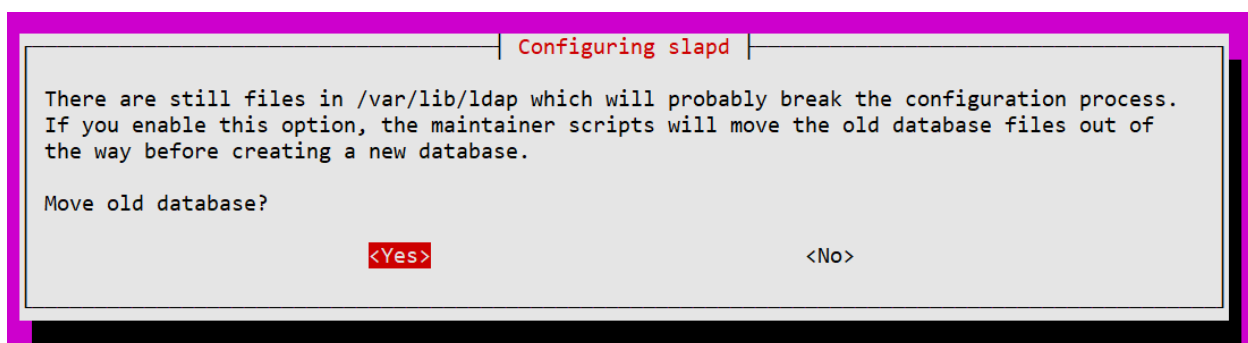 Configuring slapd
There are still files in /var/lib/ldap which will probably break the configuration process.
If you enable this option, the maintainer scripts will move the old database files out of
the way before creating a new database.
Move old database?
<Yes> <No>